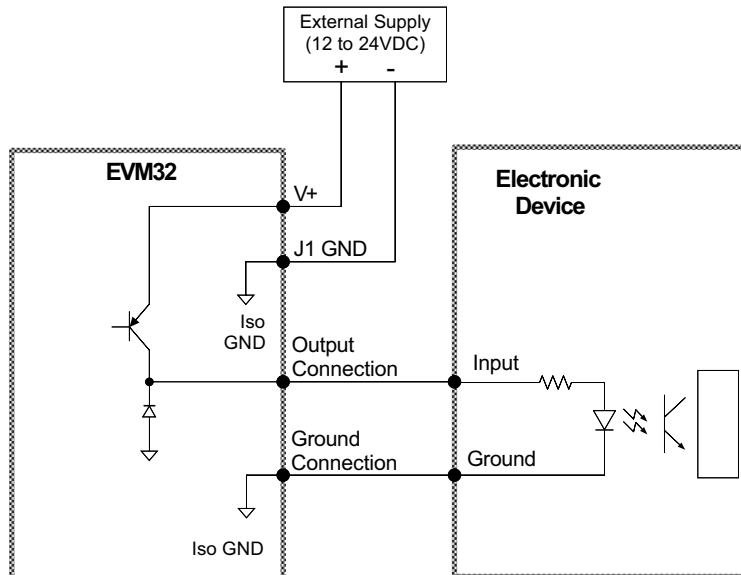 External Supply
(12 to 24VDC)
+ -
EVM32
V+
J1 GND
Iso
GND
Output
Connection
Ground
Connection
Iso GND
Electronic
Device
Input
Ground